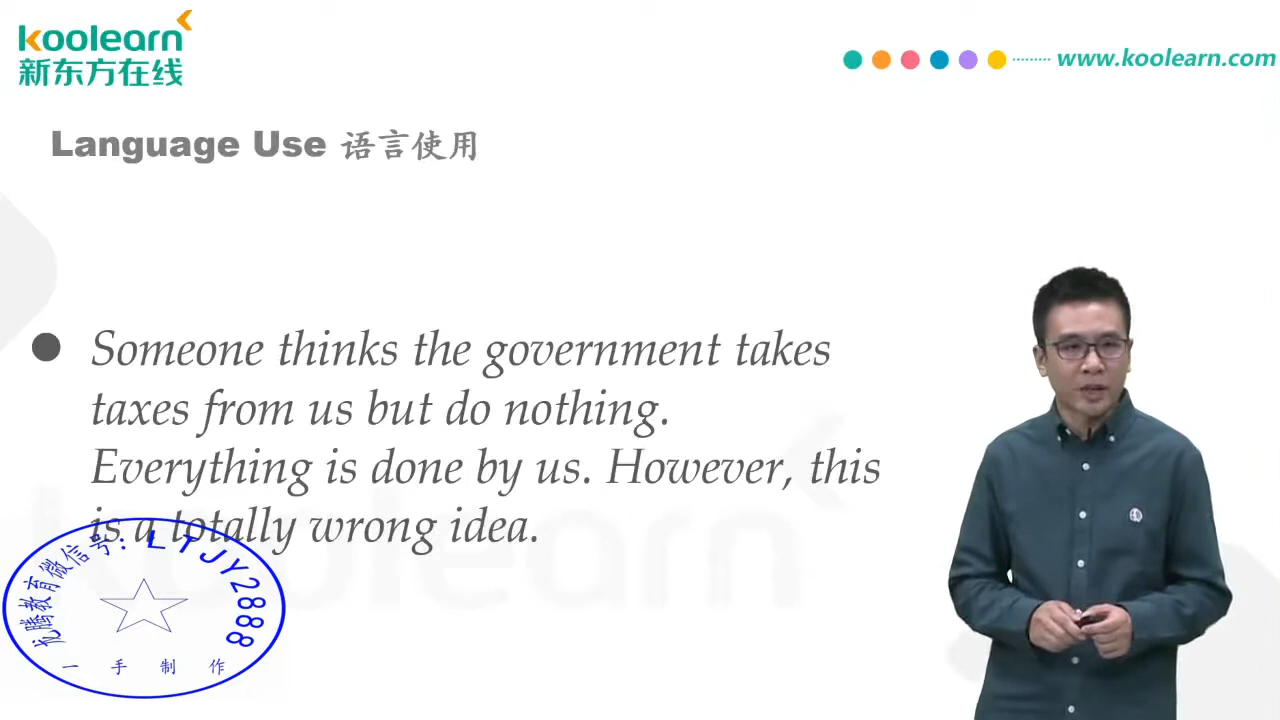 koolearn
新东方在线
www.koolearn.com
Language Use 语言使用
Someone thinks the government takes
taxes from us but do nothing.
Everything is done by us. However, this
is a totally wrong idea.
龙腾教育微信号：LTJY2888
一手制作
koolearn